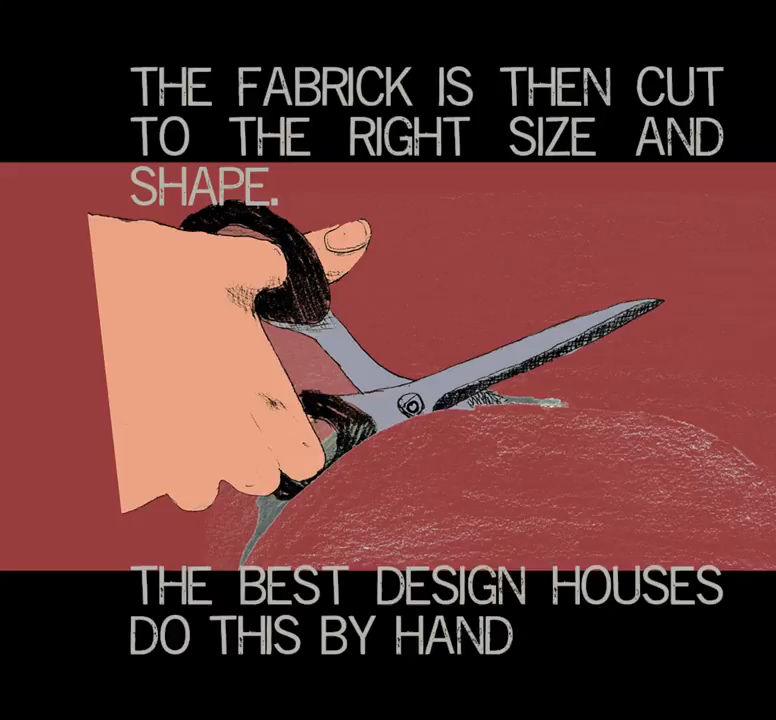 THE FABRICK IS THEN CUT
TO THE RIGHT SIZE AND
SHAPE.
THE BEST DESIGN HOUSES
DO THIS BY HAND